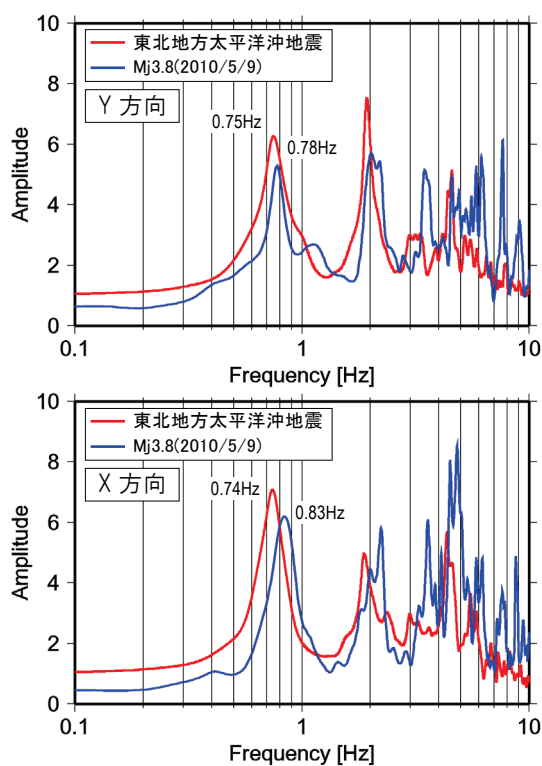 10
東北地方太平洋沖地震
Mj3.8(2010/5/9)
8
Y 方向
0.75Hz
0.78Hz
6
Amplitude
4
2
0
0.1
1
10
Frequency [Hz]
10
東北地方太平洋沖地震
Mj3.8(2010/5/9)
8
X 方向
0.74Hz
0.83Hz
6
Amplitude
4
2
0
0.1
1
10
Frequency [Hz]